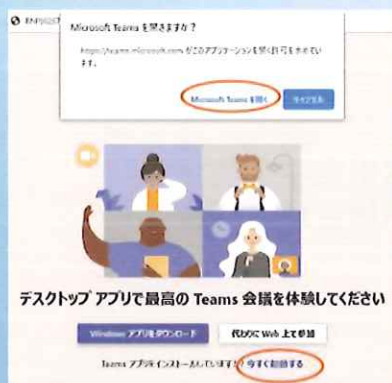 Microsoft Teams を開きますか？
https://teams.microsoft.com がこのアプリケーションを開く許可を求めてい
ます。
Microsoft Teams を開く
キャンセル
デスクトップ アプリで最高の Teams 会議を体験してください
Windows アプリをダウンロード
代わりに Web 上で参加
Teams アプリをインストールしていますか? 今すぐ起動する